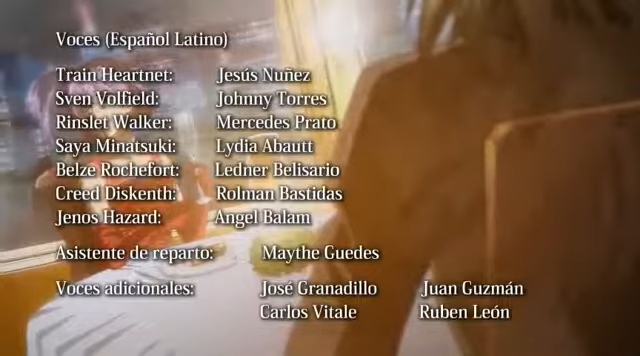 Voces (Español Latino)
Train Heartnet: Jesús Nuñez
Sven Volfield: Johnny Torres
Rinslet Walker: Mercedes Prato
Saya Minatsuki: Lydia Abautt
Belze Rochefort: Ledner Belisario
Creed Diskenth: Rolman Bastidas
Jenos Hazard: Angel Balam
Asistente de reparto: Maythe Guedes
Voces adicionales: José Granadillo Juan Guzmán
Carlos Vitale Ruben León